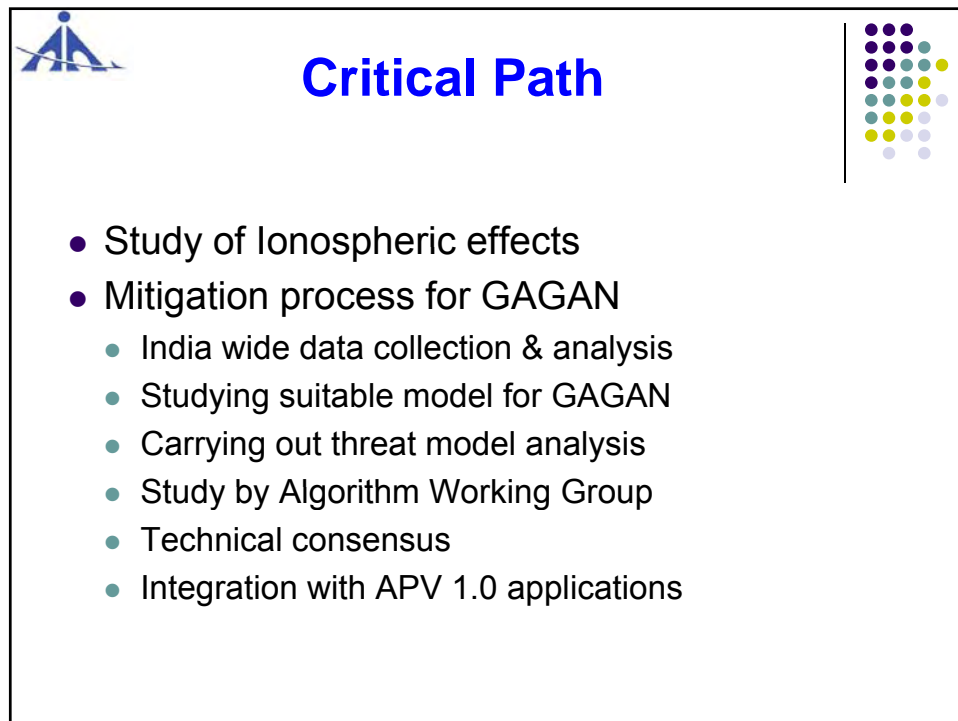 Critical Path
Study of Ionospheric effects
Mitigation process for GAGAN
India wide data collection & analysis
Studying suitable model for GAGAN
Carrying out threat model analysis
Study by Algorithm Working Group
Technical consensus
Integration with APV 1.0 applications